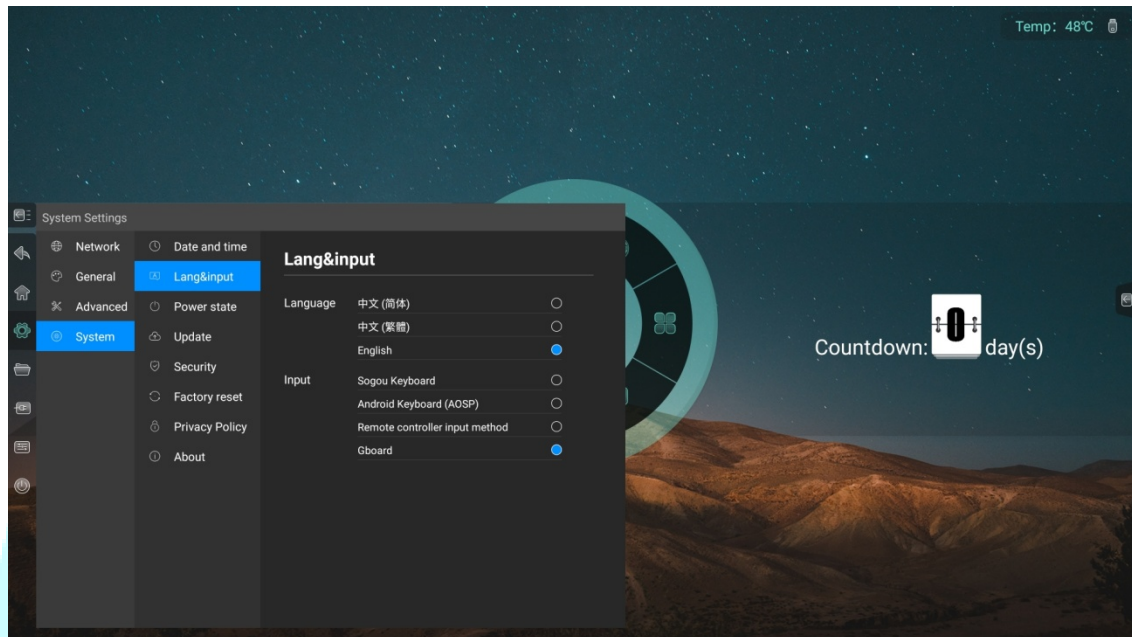 Temp: 48℃
System Settings
Network
General
Advanced
System
Date and time
Lang&input
Power state
Update
Security
Factory reset
Privacy Policy
About
Lang&input
Language
中文 (简体)
中文 (繁體)
English
Input
Sogou Keyboard
Android Keyboard (AOSP)
Remote controller input method
Gboard
Countdown: 0 day(s)